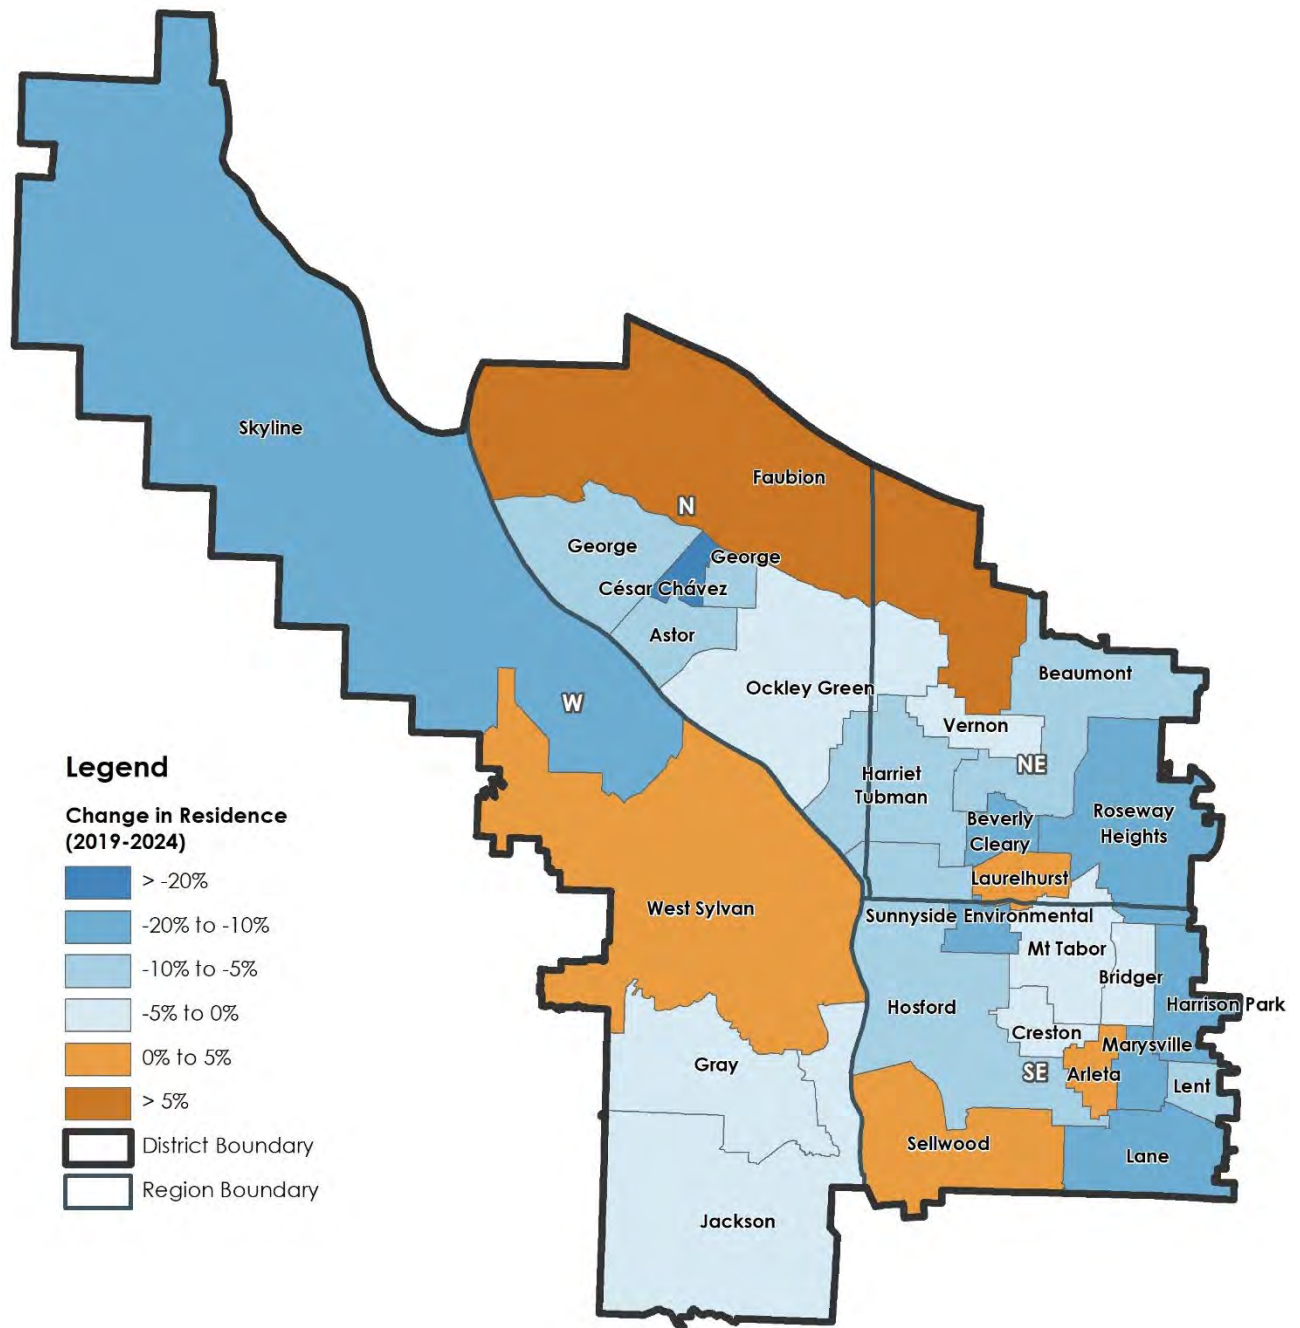 Skyline
Faubion
N
George
George
César Chávez
Astor
Beaumont
Ockley Green
W
Vernon
NE
Harriet
Tubman
Beverly
Cleary
Roseway
Heights
Laurelhurst
West Sylvan
Sunnyside Environmental
Mt Tabor
Bridger
Hosford
Harrison Park
Creston
Marysville
Gray
SE
Arleta
Lent
Sellwood
Lane
Jackson
Legend
Change in Residence
(2019-2024)
> -20%
-20% to -10%
-10% to -5%
-5% to 0%
0% to 5%
> 5%
District Boundary
Region Boundary